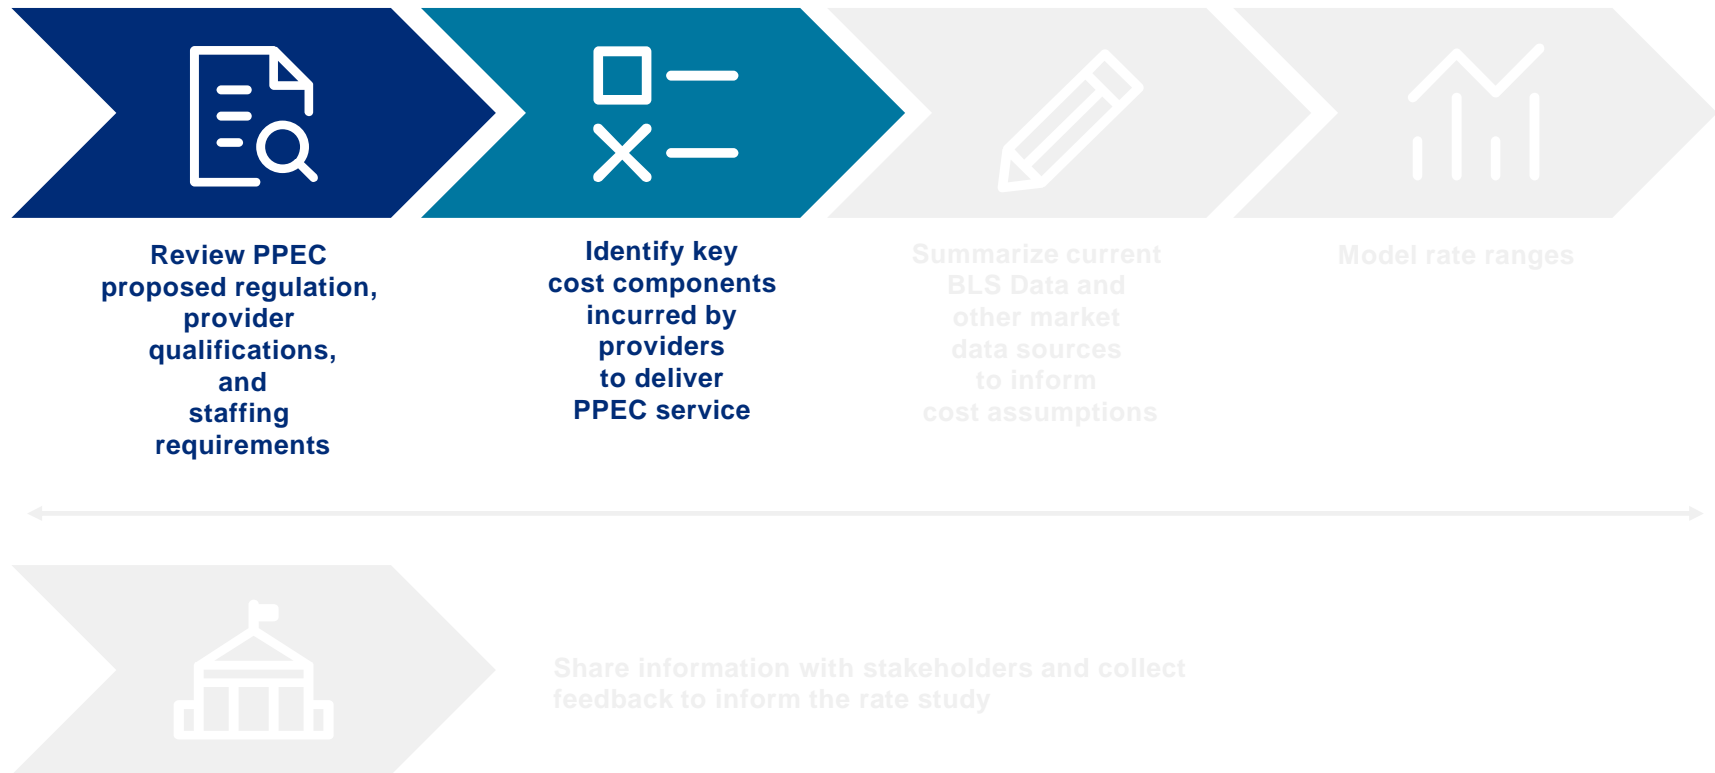 Review PPEC
proposed regulation,
provider
qualifications,
and
staffing
requirements
Identify key
cost components
incurred by
providers
to deliver
PPEC service
Summarize current
BLS Data and
other market
data sources
to inform
cost assumptions
Model rate ranges
Share information with stakeholders and collect
feedback to inform the rate study